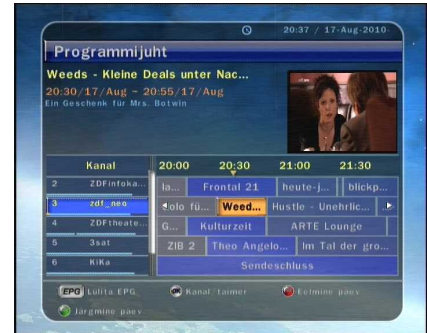 20:37 / 17-Aug-2010
Programmijuht
Weeds - Kleine Deals unter Nac...
20:30/17/Aug - 20:55/17/Aug
Ein Geschenk für Mrs. Botwin
Kanal 20:00 20:30 21:00 21:30
2 ZDFinfoka... la... Frontal 21 heute-j... blickp...
3 zdf_neo Solo fü... Weed... Hustle - Unehrlic...
4 ZDFtheate... G... Kulturzeit ARTE Lounge
5 3sat ZIB 2 Theo Angelo... Im Tal der gro...
6 KiKa Sendeschluss
EPG Lülita EPG OK Kanal/taimer Eelmine päev
Järgmine päev